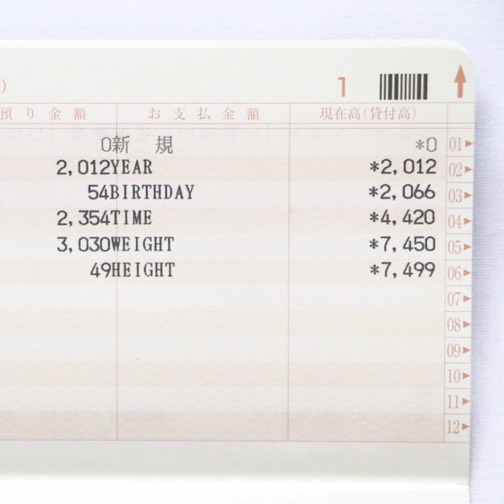 )
1
預り金額 お支払金額 現在高(貸付高)
0新 規 *0 01
2,012YEAR *2,012 02
54BIRTHDAY *2,066 03
2,354TIME *4,420 04
3,030WEIGHT *7,450 05
49HEIGHT *7,499 06
07
08
09
10
11
12